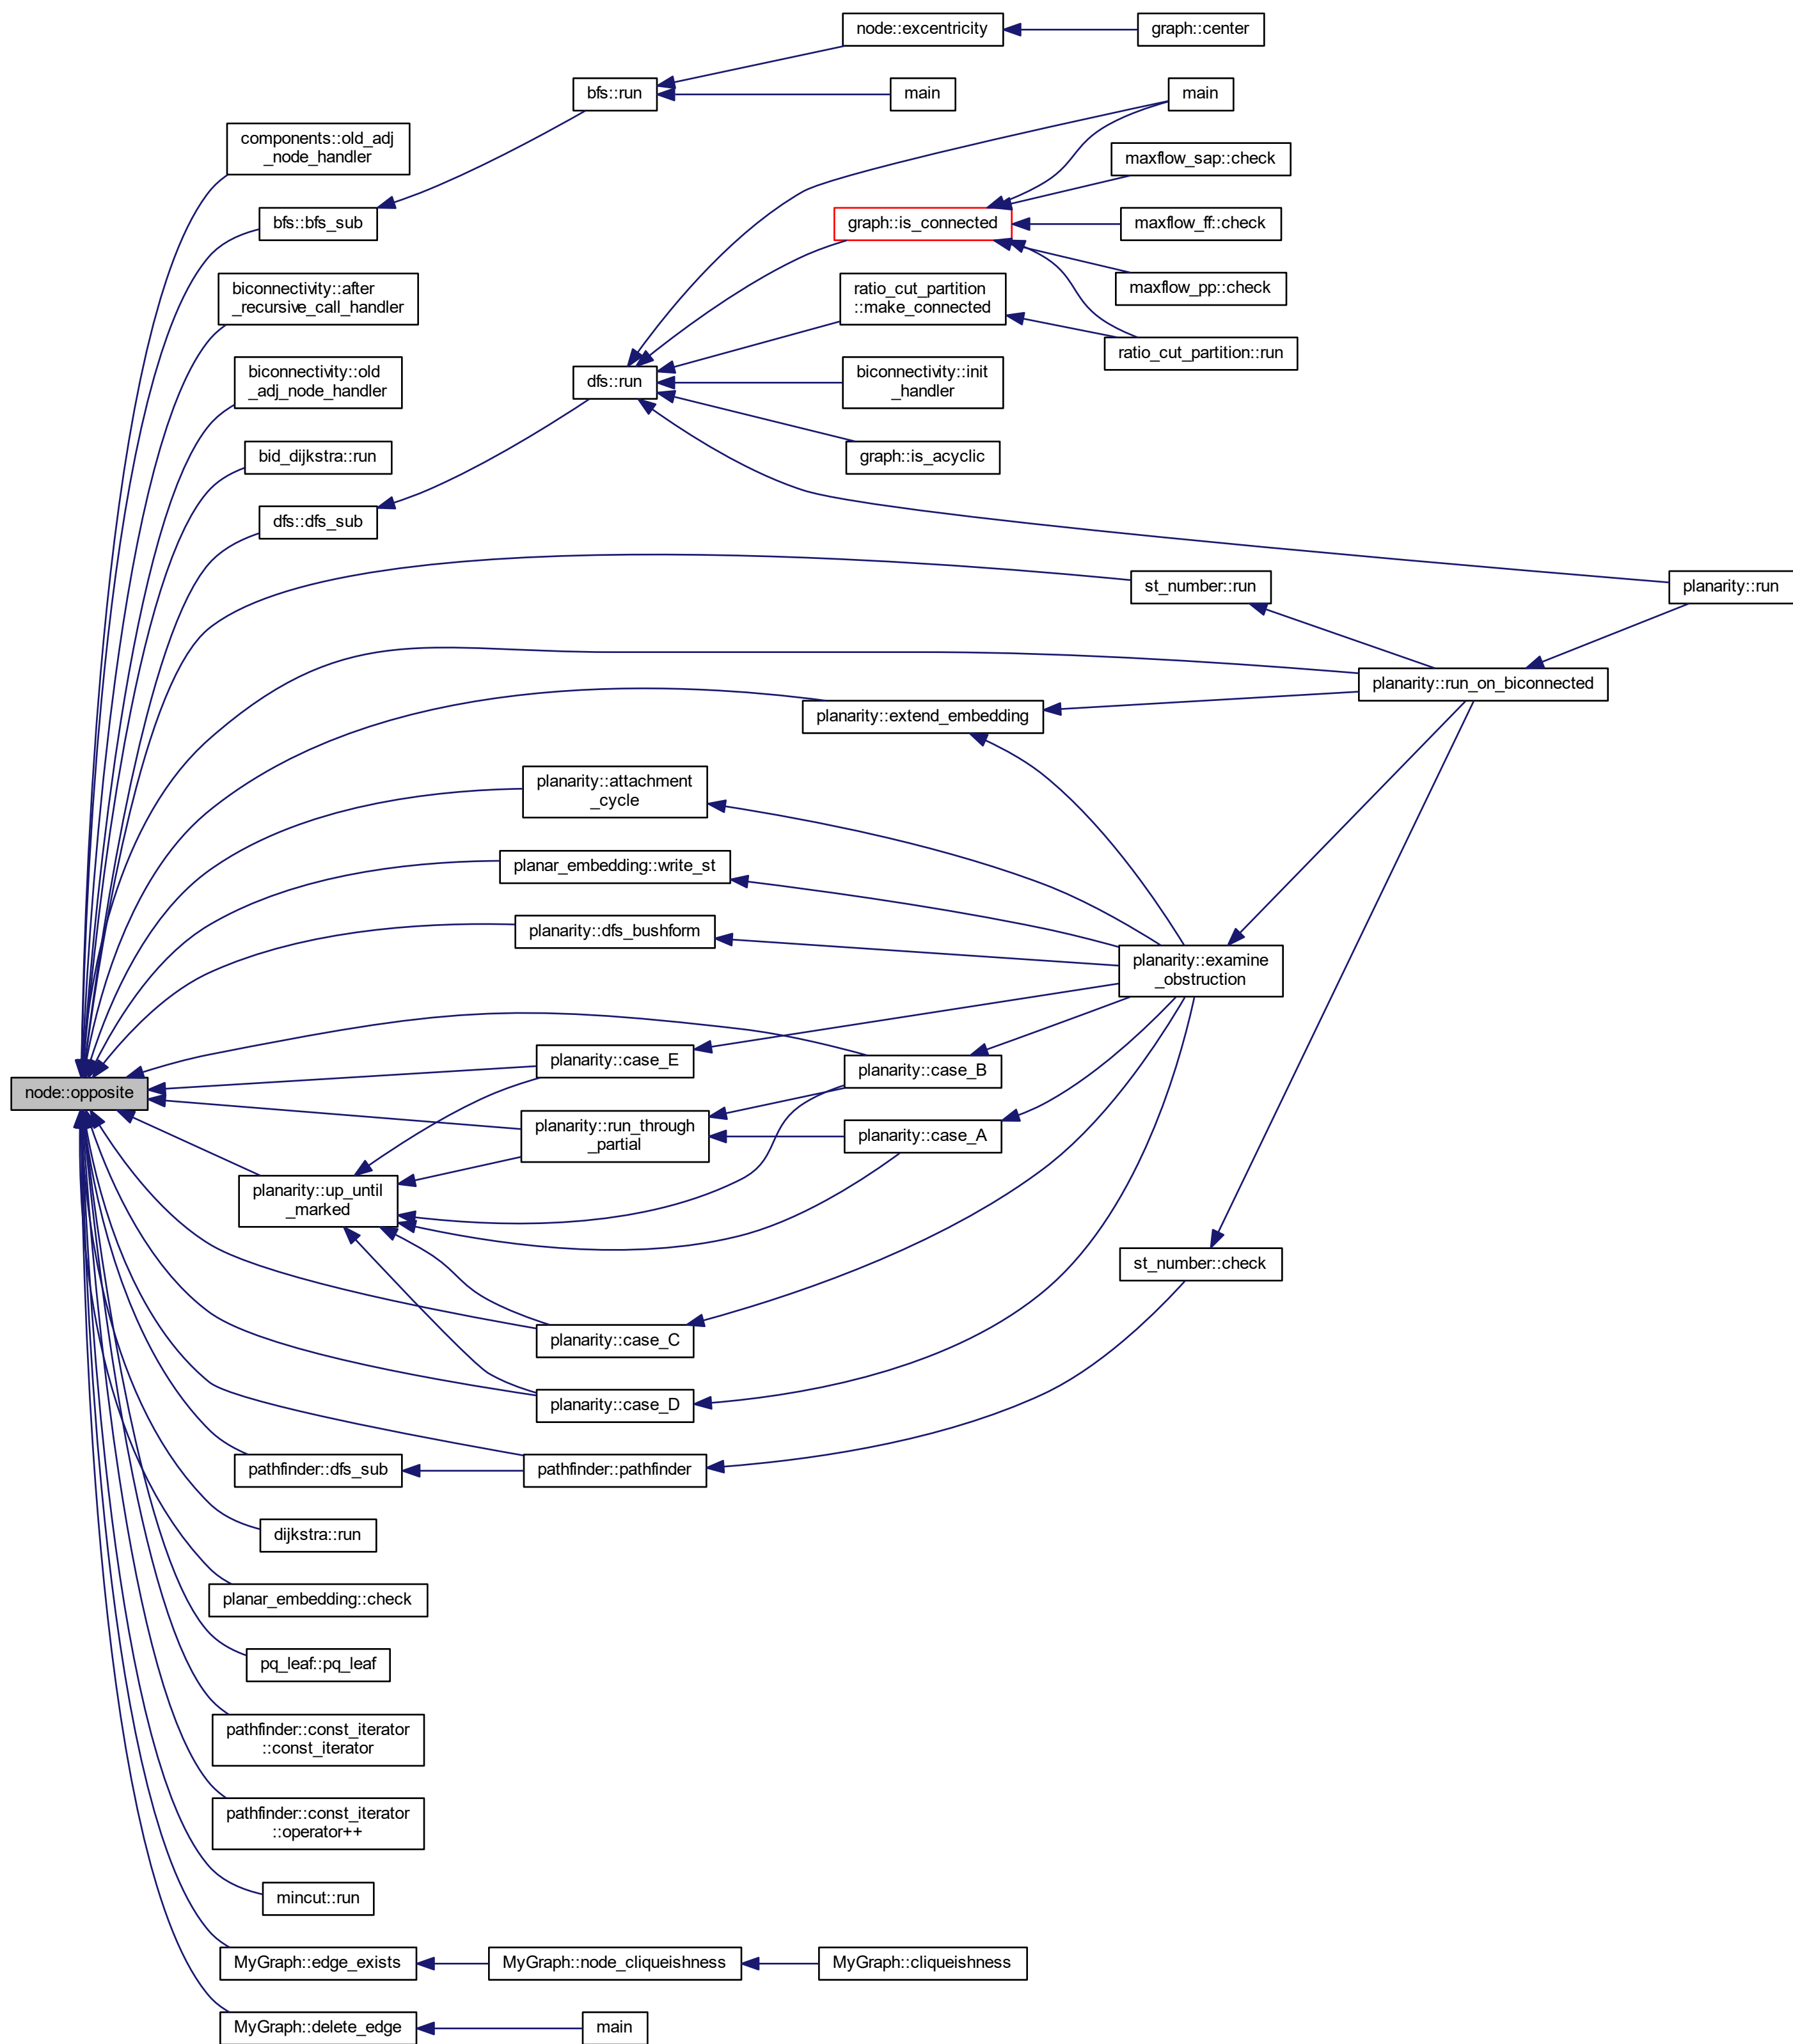 node::excentricity
graph::center
bfs::run
main
main
components::old_adj
_node_handler
maxflow_sap::check
bfs::bfs_sub
graph::is_connected
maxflow_ff::check
biconnectivity::after
_recursive_call_handler
ratio_cut_partition
::make_connected
maxflow_pp::check
ratio_cut_partition::run
biconnectivity::old
_adj_node_handler
dfs::run
biconnectivity::init
_handler
bid_dijkstra::run
graph::is_acyclic
dfs::dfs_sub
st_number::run
planarity::run
planarity::run_on_biconnected
planarity::extend_embedding
planarity::attachment
_cycle
planar_embedding::write_st
planarity::dfs_bushform
planarity::examine
_obstruction
planarity::case_E
planarity::case_B
node::opposite
planarity::run_through
_partial
planarity::case_A
planarity::up_until
_marked
st_number::check
planarity::case_C
planarity::case_D
pathfinder::dfs_sub
pathfinder::pathfinder
dijkstra::run
planar_embedding::check
pq_leaf::pq_leaf
pathfinder::const_iterator
::const_iterator
pathfinder::const_iterator
::operator++
mincut::run
MyGraph::edge_exists
MyGraph::node_cliqueishness
MyGraph::cliqueishness
MyGraph::delete_edge
main